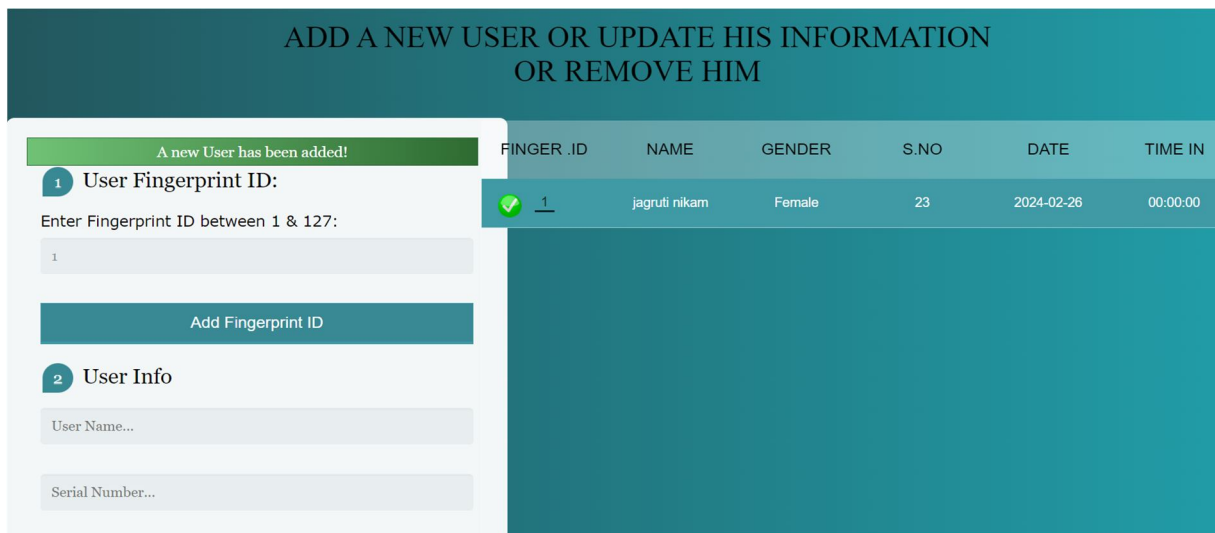 ADD A NEW USER OR UPDATE HIS INFORMATION
OR REMOVE HIM
A new User has been added!
1 User Fingerprint ID:
Enter Fingerprint ID between 1 & 127:
1
Add Fingerprint ID
2 User Info
User Name...
Serial Number...
FINGER .ID NAME GENDER S.NO DATE TIME IN
1 jagruti nikam Female 23 2024-02-26 00:00:00